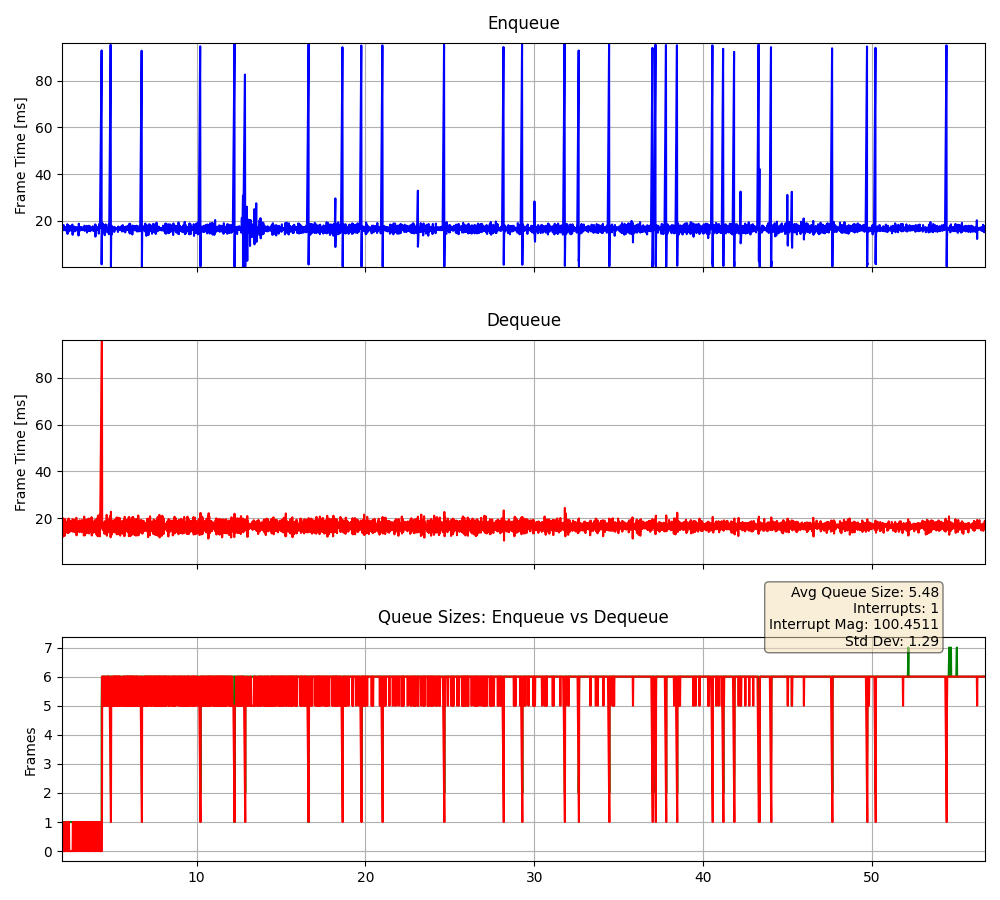 Enqueue
Frame Time [ms]
80
60
40
20
Dequeue
Frame Time [ms]
80
60
40
20
Avg Queue Size: 5.48
Interrupts: 1
Interrupt Mag: 100.4511
Std Dev: 1.29
Queue Sizes: Enqueue vs Dequeue
Frames
7
6
5
4
3
2
1
0
10 20 30 40 50